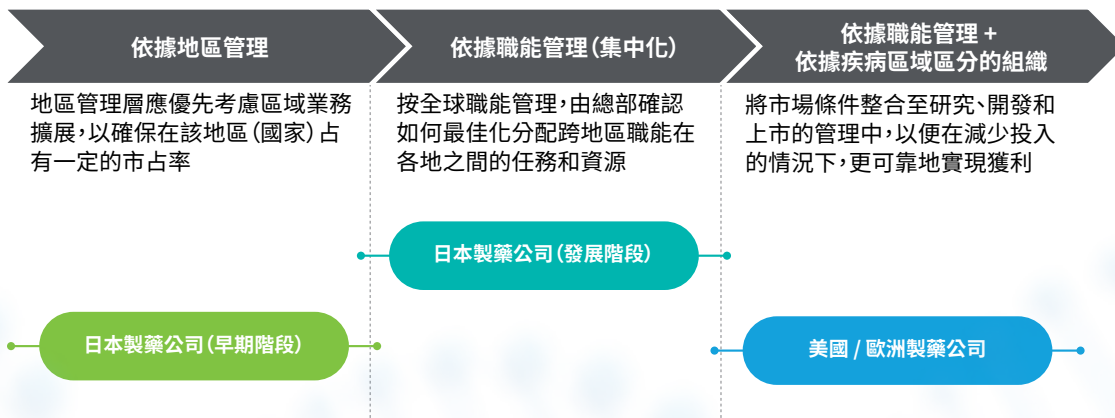 依據地區管理
依據職能管理（集中化）
依據職能管理 +
依據疾病區域區分的組織
地區管理層應優先考慮區域業務
擴展，以確保在該地區（國家）占
有一定的市占率
按全球職能管理，由總部確認
如何最佳化分配跨地區職能在
各地之間的任務和資源
將市場條件整合至研究、開發和
上市的管理中，以便在減少投入
的情況下，更可靠地實現獲利
日本製藥公司（發展階段）
日本製藥公司（早期階段）
美國 / 歐洲製藥公司